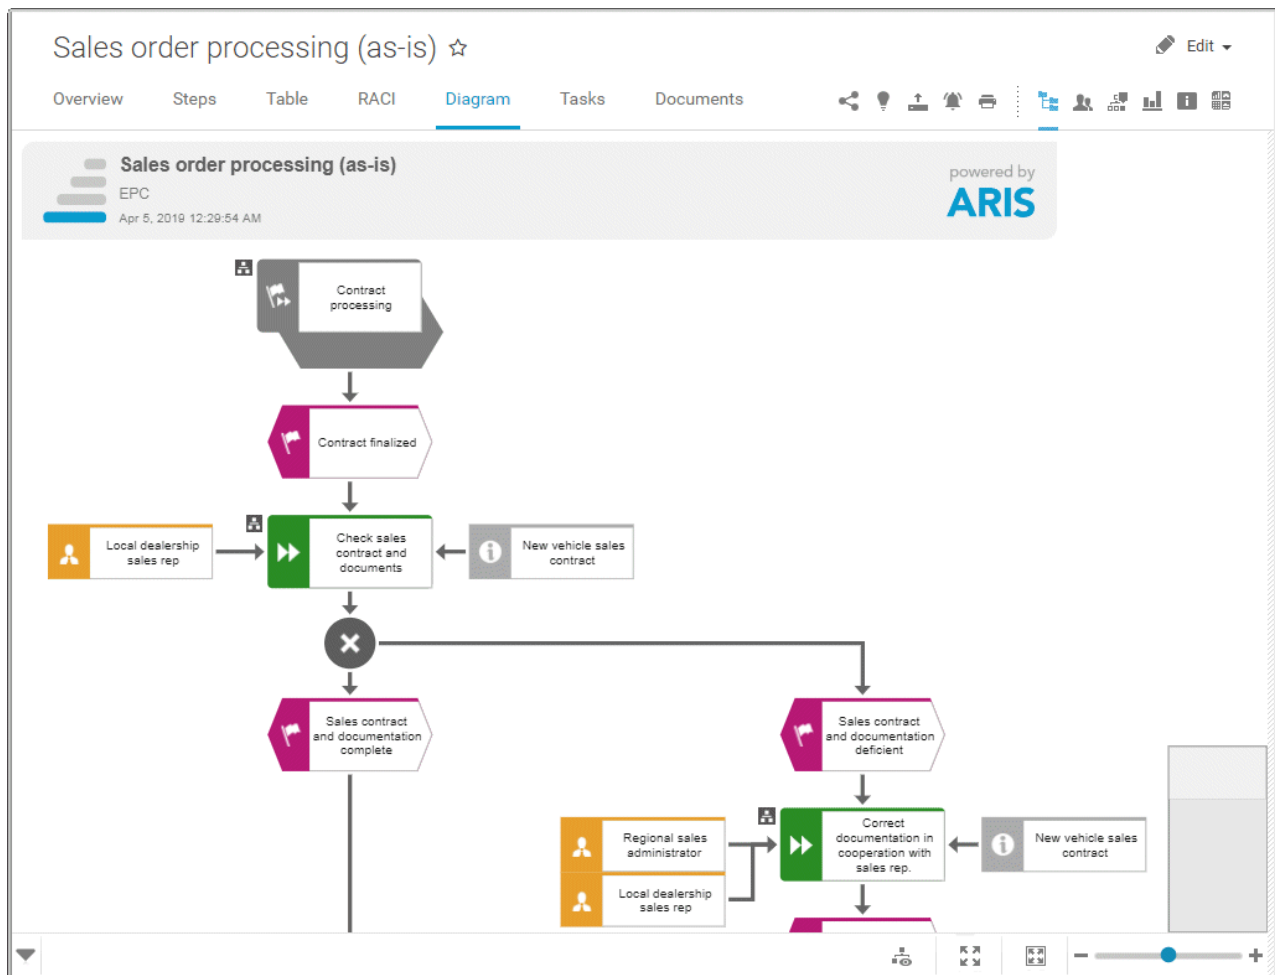 Sales order processing (as-is)
Edit
Overview
Steps
Table
RACI
Diagram
Tasks
Documents
Sales order processing (as-is)
EPC
Apr 5, 2019 12:29:54 AM
powered by
ARIS
Contract
processing
Contract finalized
Local dealership
sales rep
Check sales
contract and
documents
New vehicle sales
contract
Sales contract
and documentation
complete
Sales contract
and documentation
deficient
Regional sales
administrator
Local dealership
sales rep
Correct
documentation in
cooperation with
sales rep.
New vehicle sales
contract